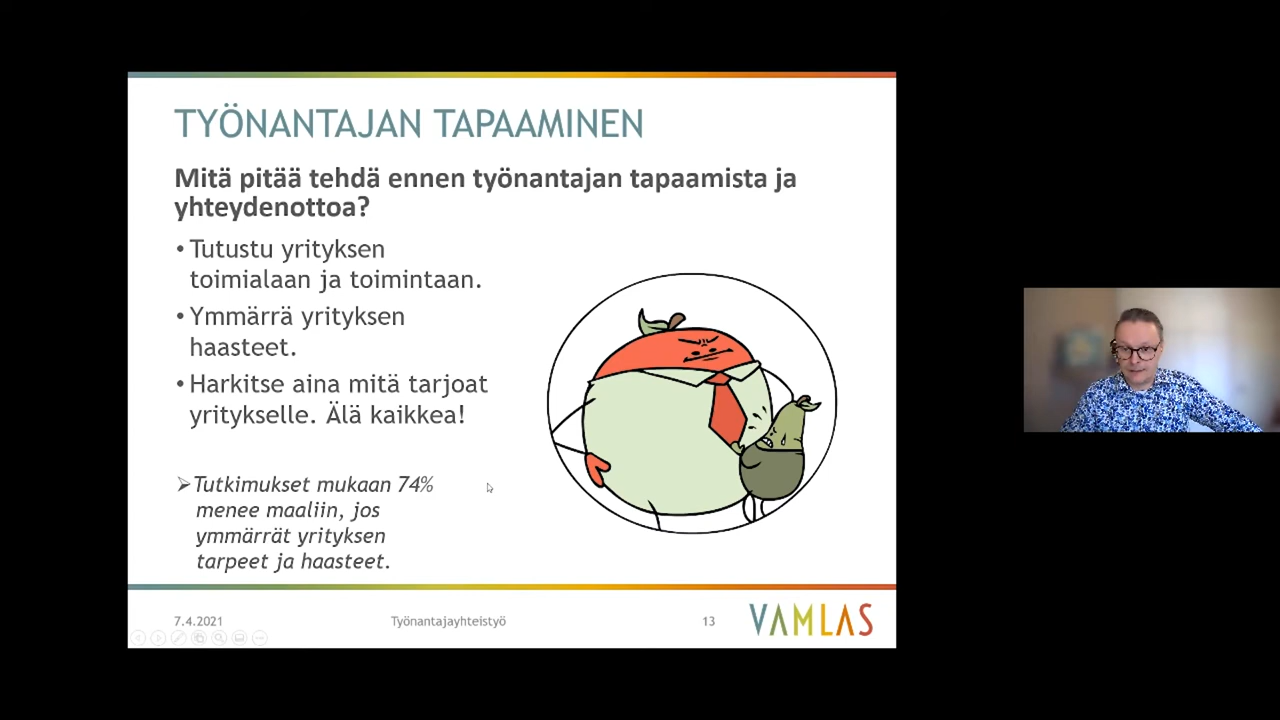 TYÖNANTAJAN TAPAAMINEN
Mitä pitää tehdä ennen työnantajan tapaamista ja
yhteydenottoa?
• Tutustu yrityksen
toimialaan ja toimintaan.
• Ymmärrä yrityksen
haasteet.
• Harkitse aina mitä tarjoat
yritykselle. Älä kaikkea!
➢ Tutkimukset mukaan 74%
menee maaliin, jos
ymmärrät yrityksen
tarpeet ja haasteet.
7.4.2021
Työnantajayhteistyö
13
VAMLAS